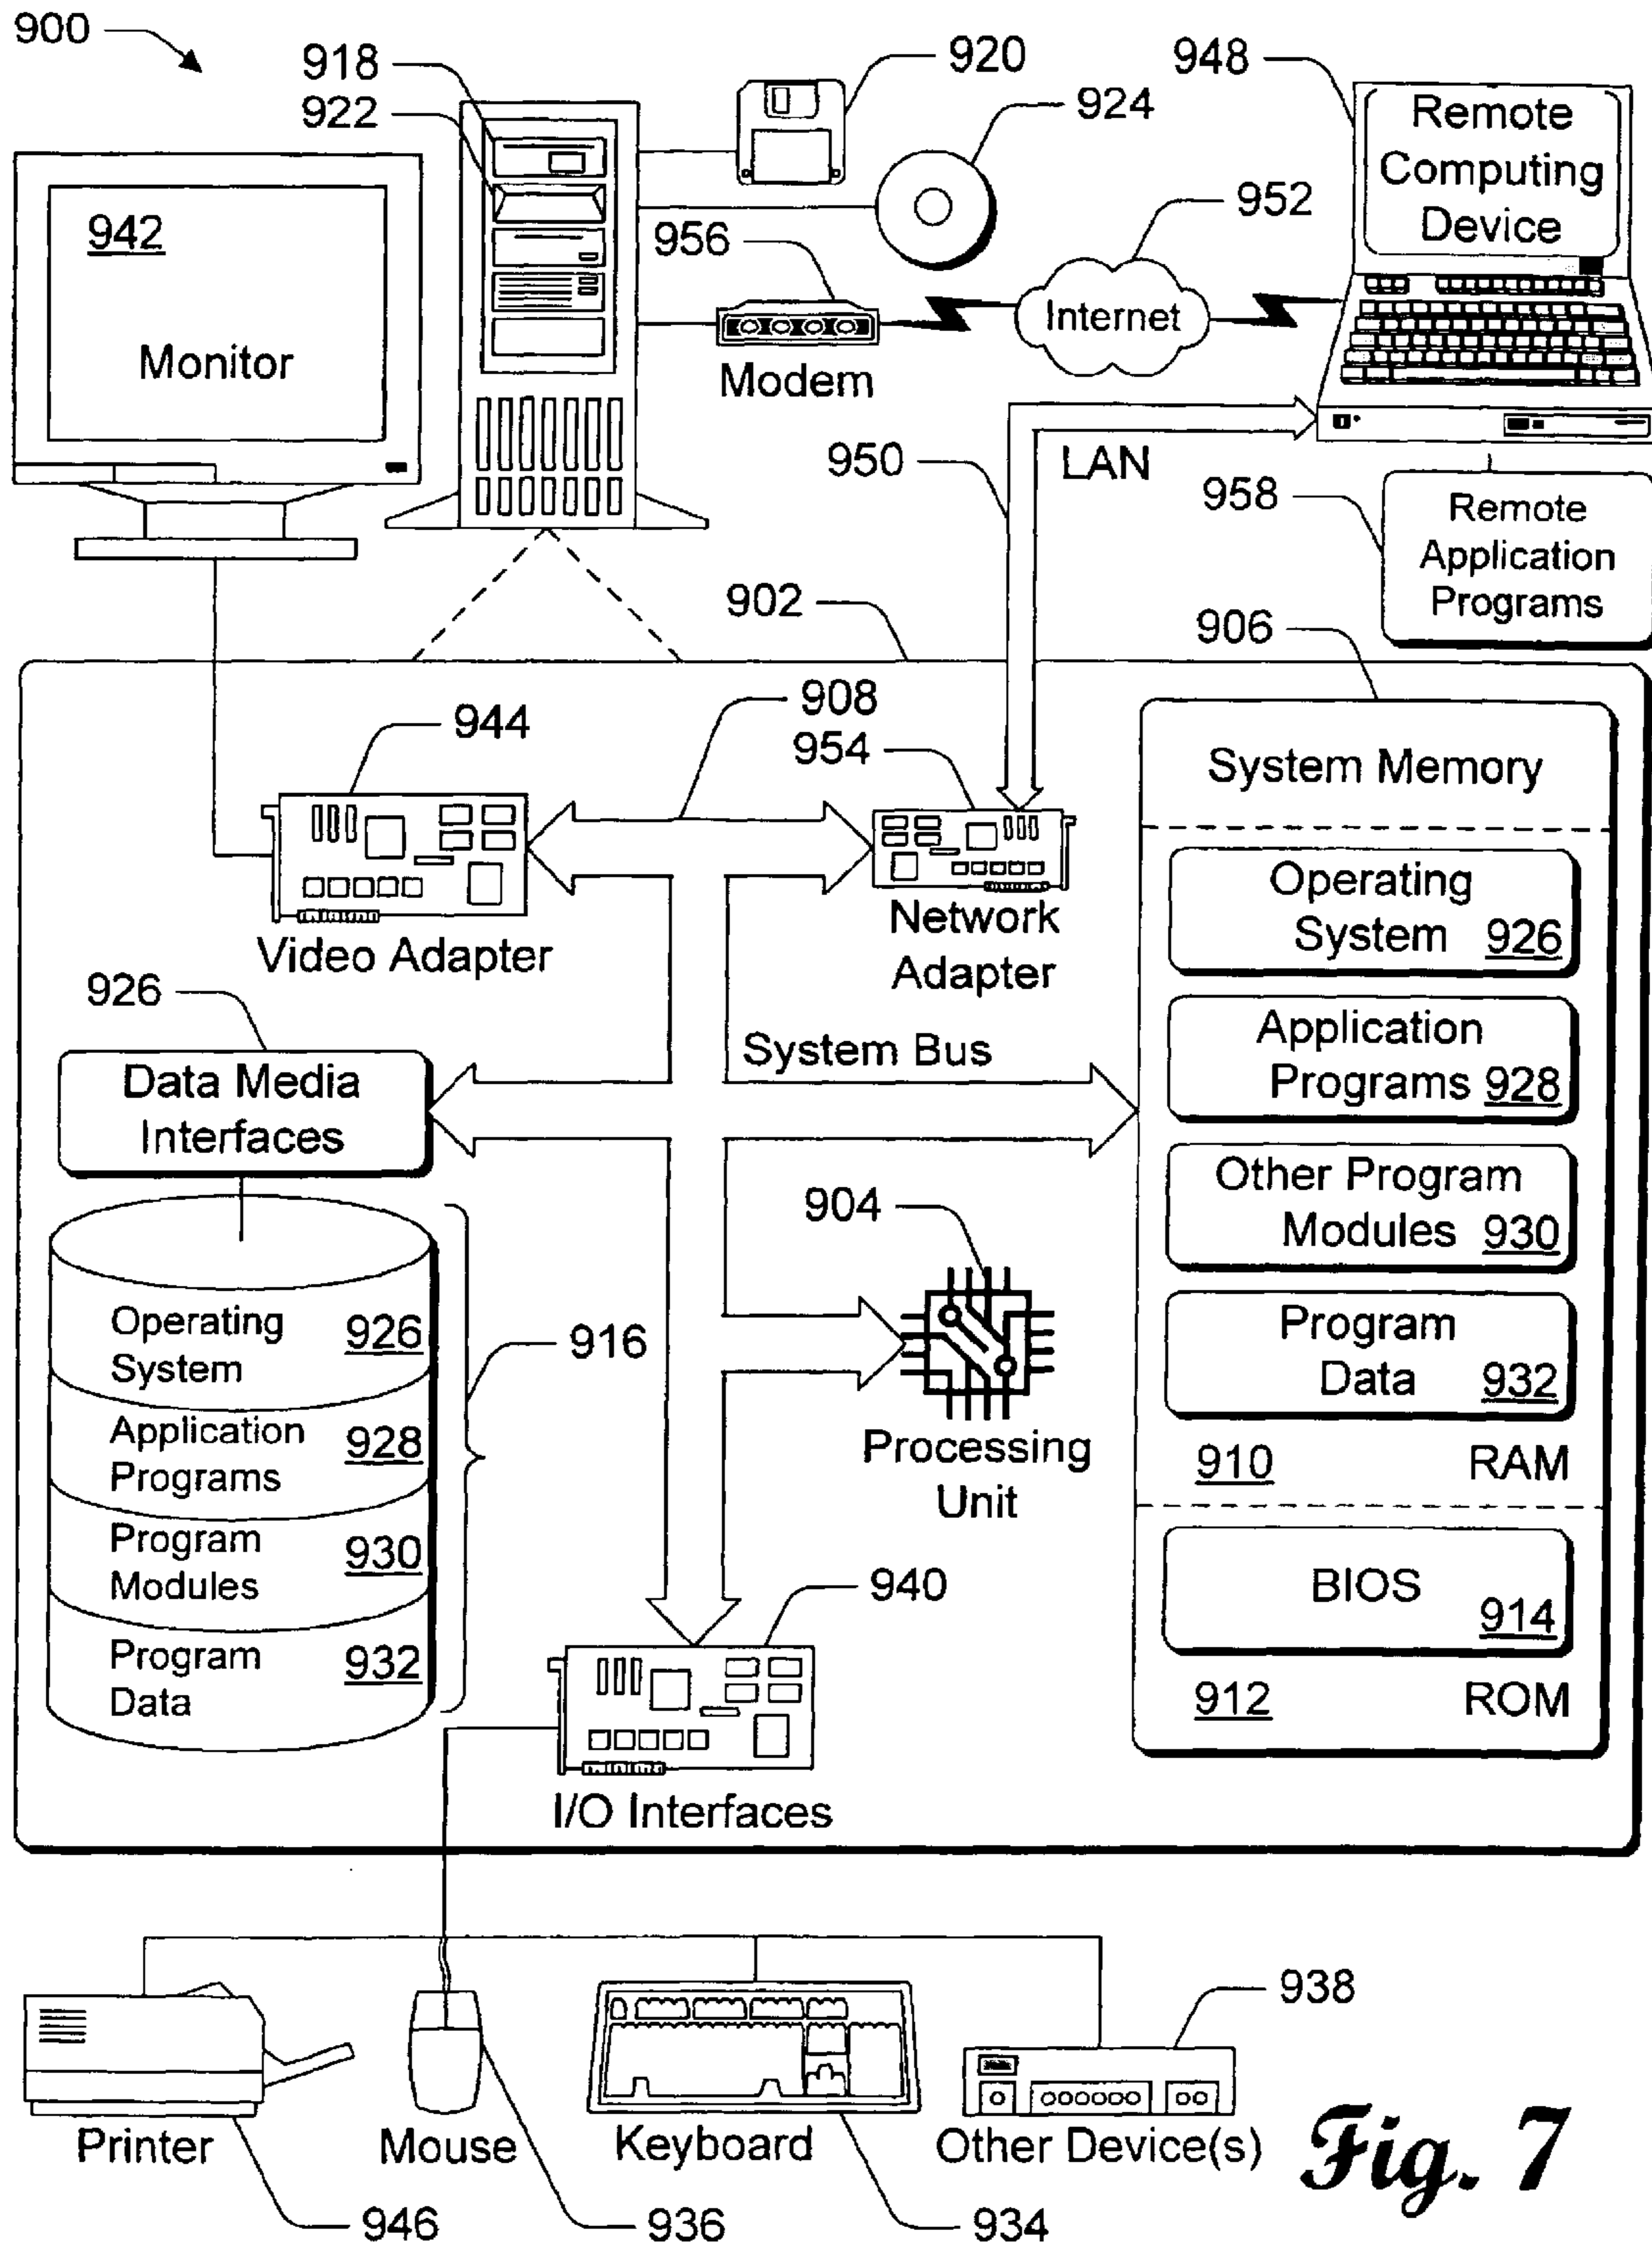 900
918
922
920
924
948
Remote
Computing
Device
952
956
942
Monitor
Internet
Modem
950
LAN
958
Remote
Application
Programs
902
906
908
944
954
System Memory
Operating
System 926
Video Adapter
Network
Adapter
926
Application
Programs 928
System Bus
Data Media
Interfaces
Other Program
Modules 930
904
Operating
System
926
916
Program
Data 932
Application
Programs
928
Processing
Unit
910 RAM
Program
Modules
930
940
BIOS
914
Program
Data
932
912 ROM
I/O Interfaces
938
Printer
Mouse
Keyboard
Other Device(s)
Fig. 7
946
936
934